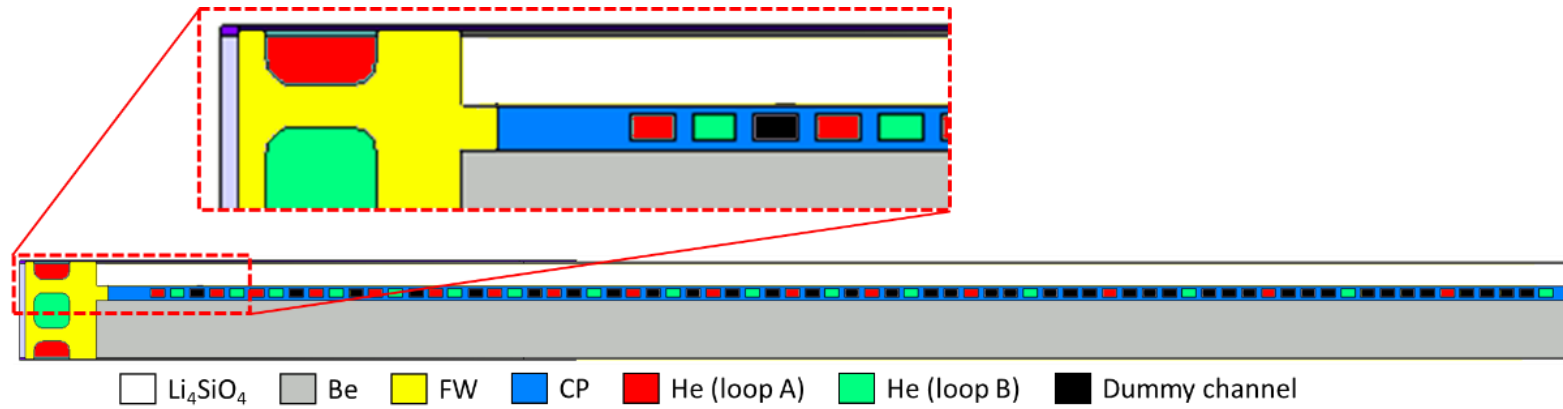 Li₄SiO₄ Be FW CP He (loop A) He (loop B) Dummy channel